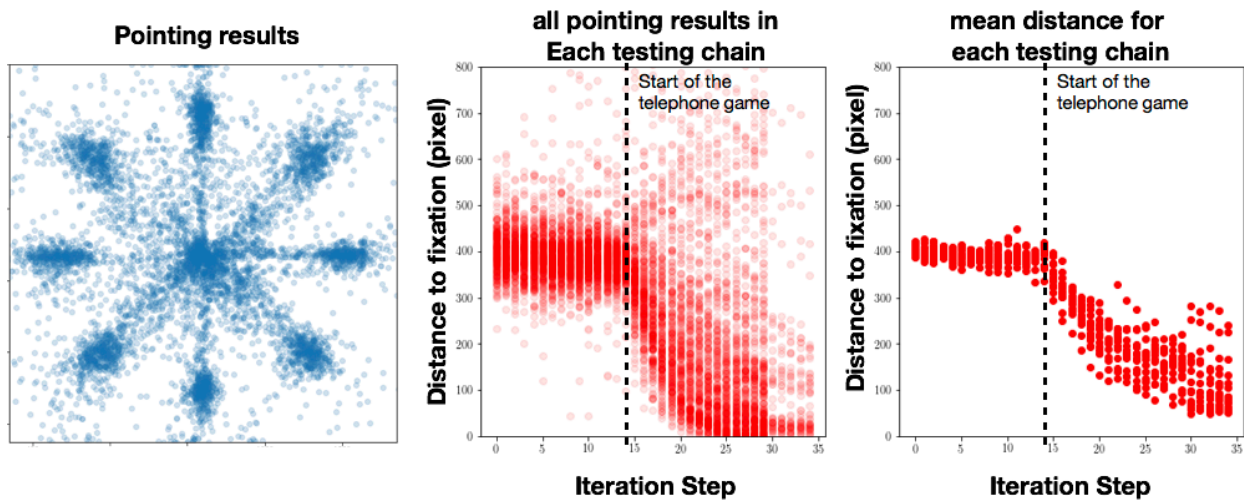 Pointing results
all pointing results in
Each testing chain
Distance to fixation (pixel)
800
700
600
500
400
300
200
100
0
Start of the
telephone game
0
5
10
15
20
25
30
35
Iteration Step
mean distance for
each testing chain
Distance to fixation (pixel)
800
700
600
500
400
300
200
100
0
Start of the
telephone game
0
5
10
15
20
25
30
35
Iteration Step